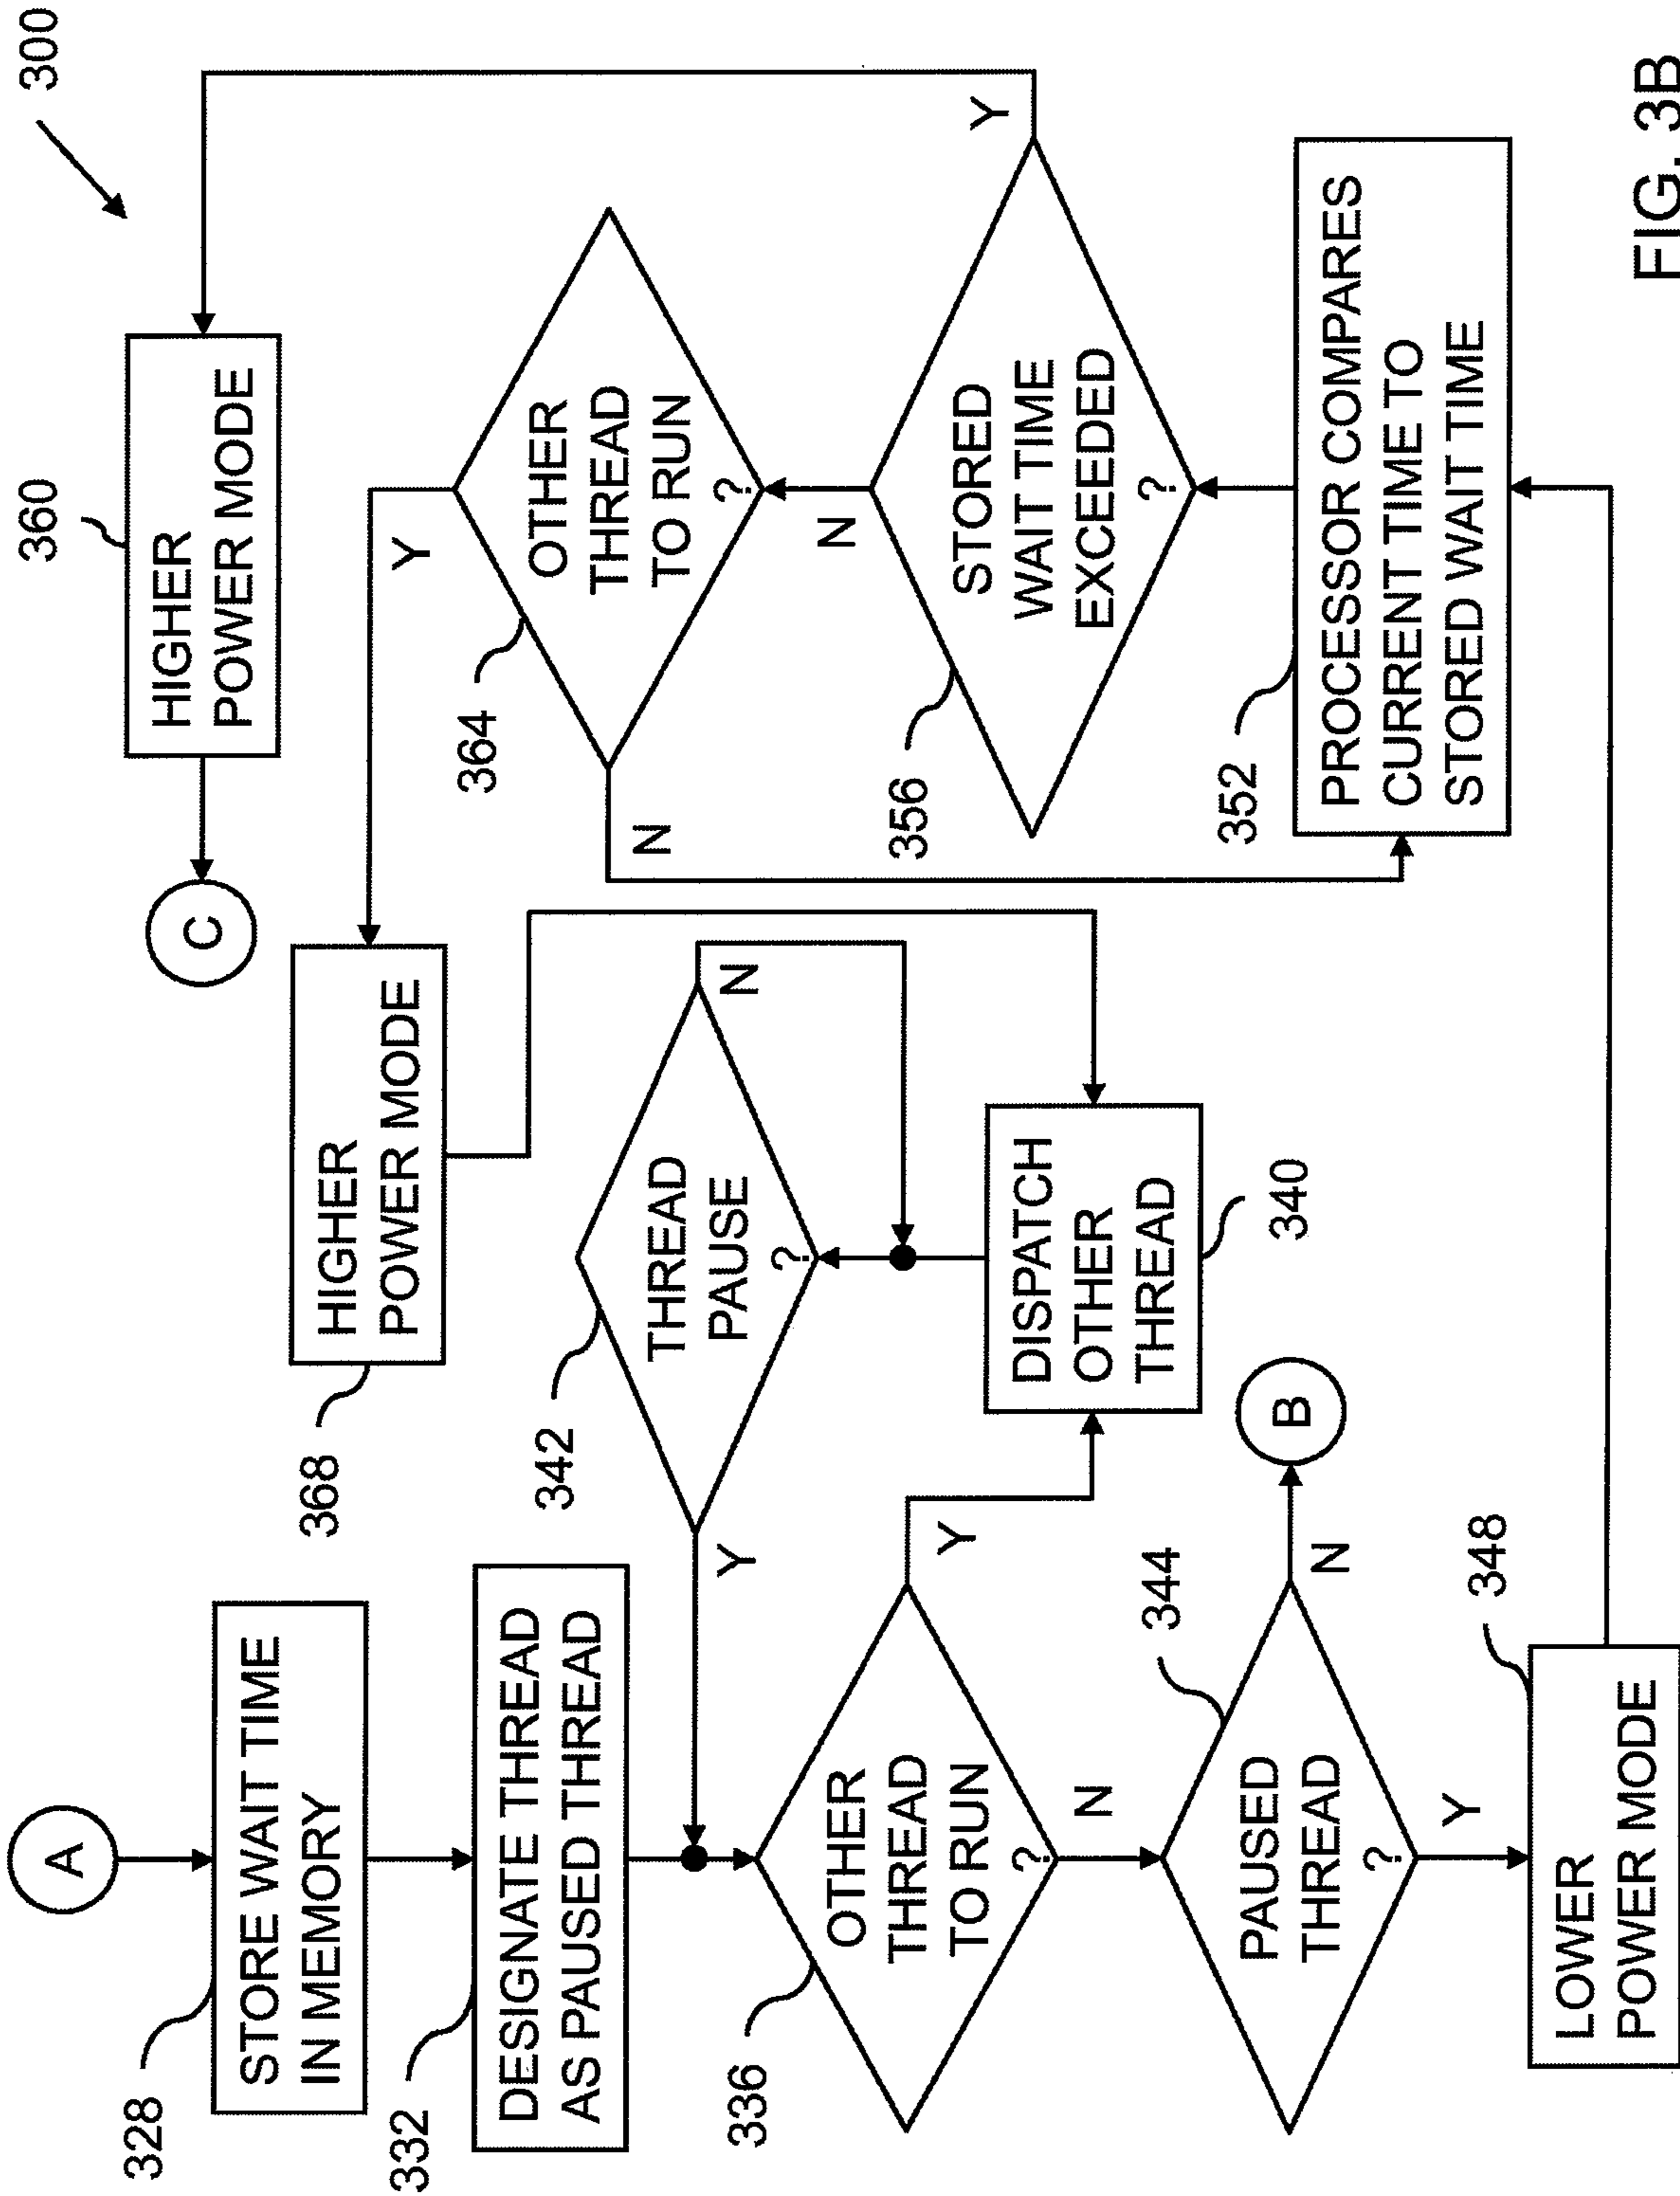 300
A
328
STORE WAIT TIME
IN MEMORY
332
DESIGNATE THREAD
AS PAUSED THREAD
336
OTHER
THREAD
TO RUN
?
Y
N
344
PAUSED
THREAD
?
N
B
Y
348
LOWER
POWER MODE
368
HIGHER
POWER MODE
342
THREAD
PAUSE
?
Y
N
DISPATCH
OTHER
THREAD
340
C
360
HIGHER
POWER MODE
364
OTHER
THREAD
TO RUN
?
Y
N
356
STORED
WAIT TIME
EXCEEDED
?
Y
N
352
PROCESSOR COMPARES
CURRENT TIME TO
STORED WAIT TIME
FIG. 3B